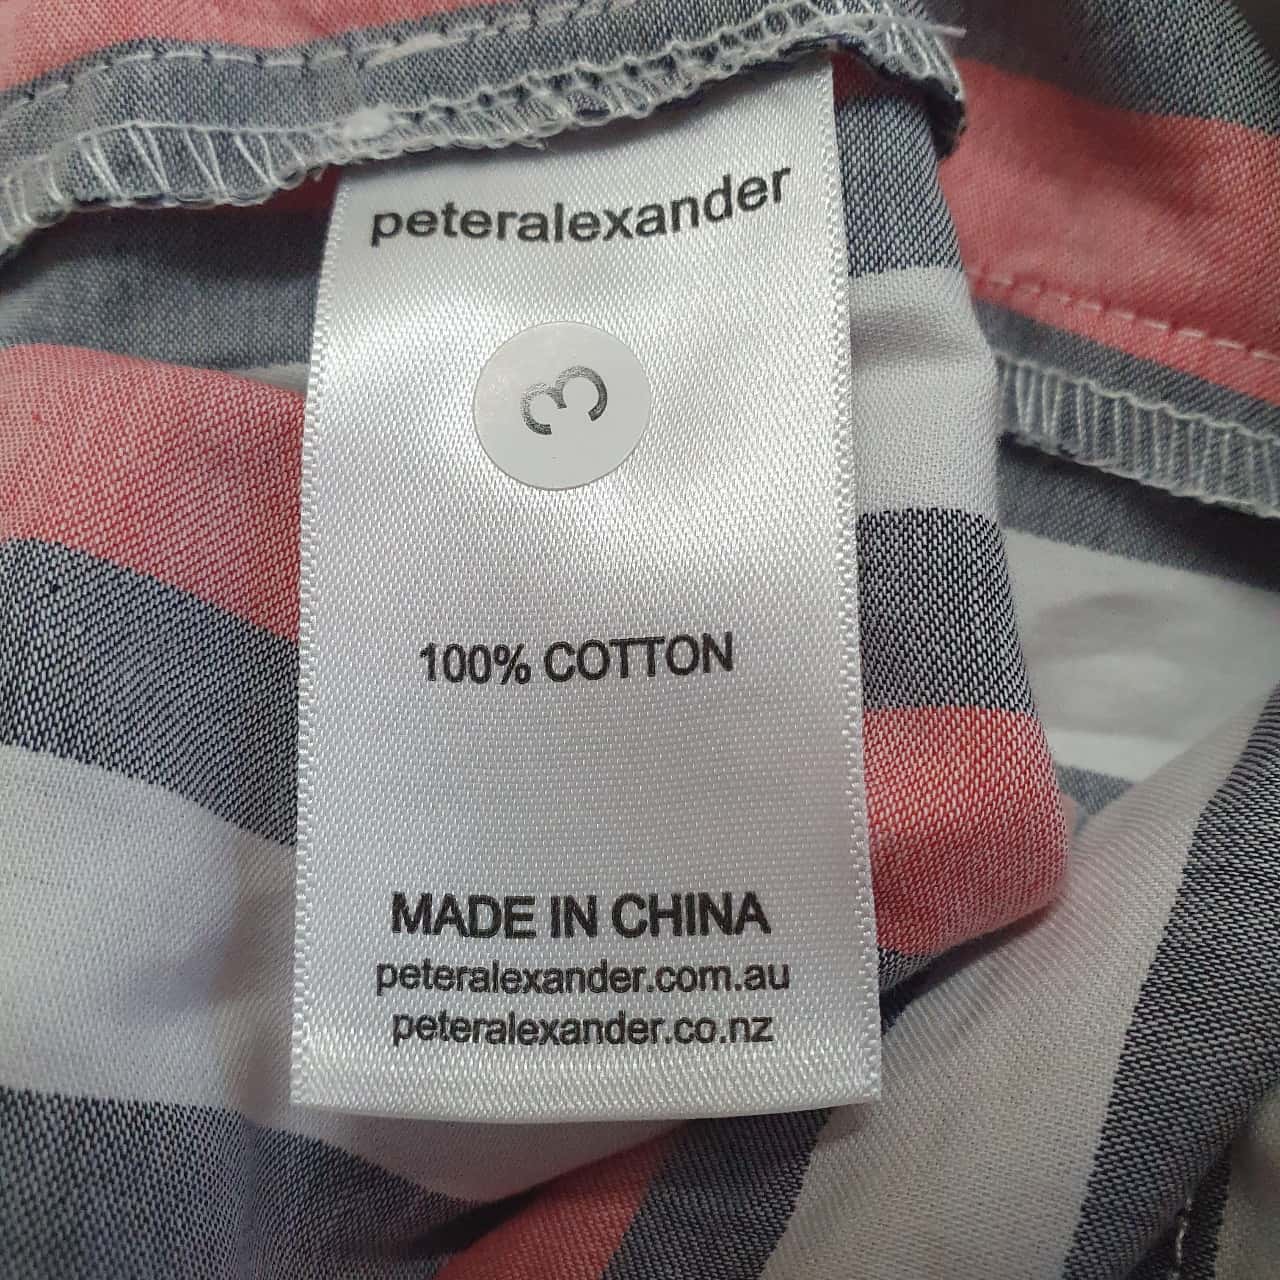 peteralexander
3
100% COTTON
MADE IN CHINA
peteralexander.com.au
peteralexander.co.nz